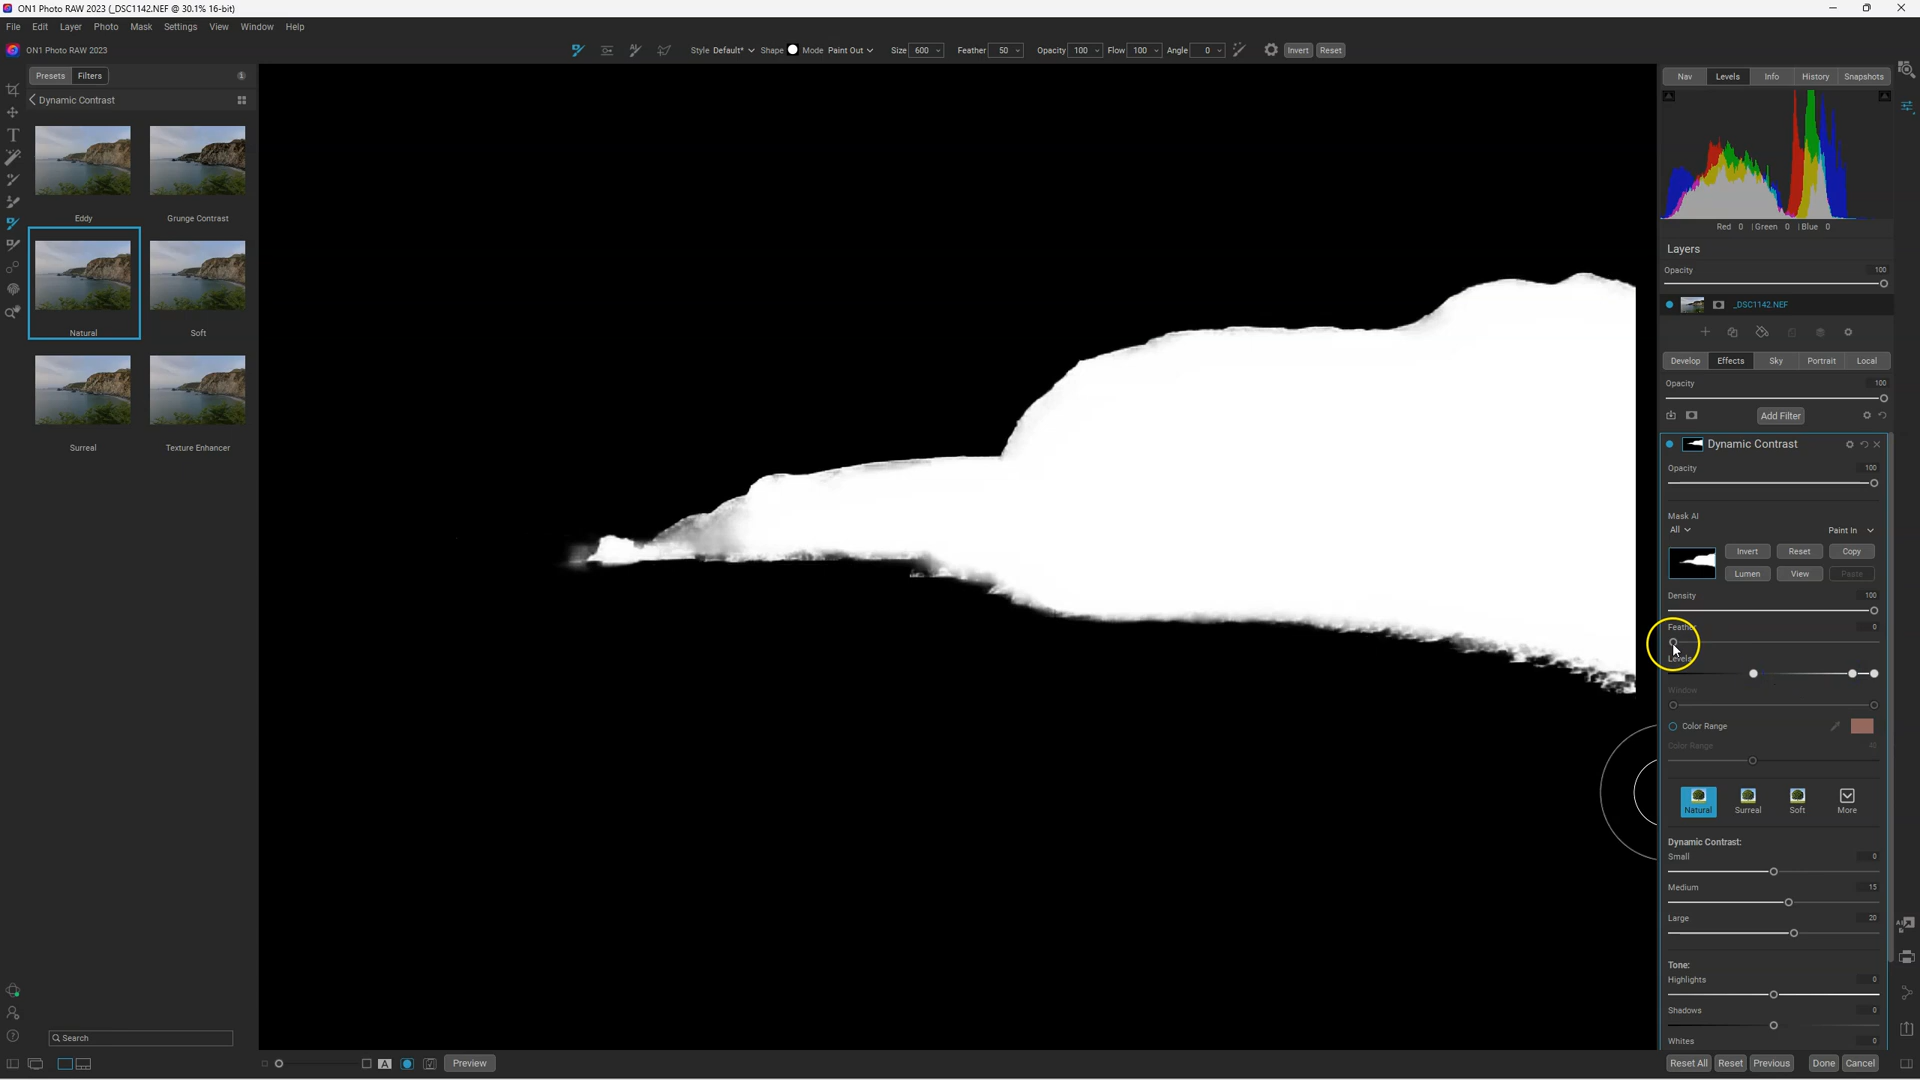 ON1 Photo RAW 2023 (_DSC1142.NEF @ 30.1% 16-bit)
File Edit Layer Photo Mask Settings View Window Help
ON1 Photo RAW 2023
Style Default* Shape Mode Paint Out Size 600 Feather 50 Opacity 100 Flow 100 Angle 0 Invert Reset
Presets Filters
Dynamic Contrast
Eddy Grunge Contrast
Natural Soft
Surreal Texture Enhancer
Search
Preview
Nav Levels Info History Snapshots
Red 0 | Green 0 | Blue 0
Layers
Opacity 100
_DSC1142.NEF
Develop Effects Sky Portrait Local
Opacity 100
Add Filter
Dynamic Contrast
Opacity 100
Mask AI
All Paint In
Invert Reset Copy
Lumen View Paste
Density 100
Feather 0
Levels
Window
Color Range
Color Range 40
Natural Surreal Soft More
Dynamic Contrast:
Small 0
Medium 15
Large 20
Tone:
Highlights 0
Shadows 0
Whites 0
Reset All Reset Previous Done Cancel